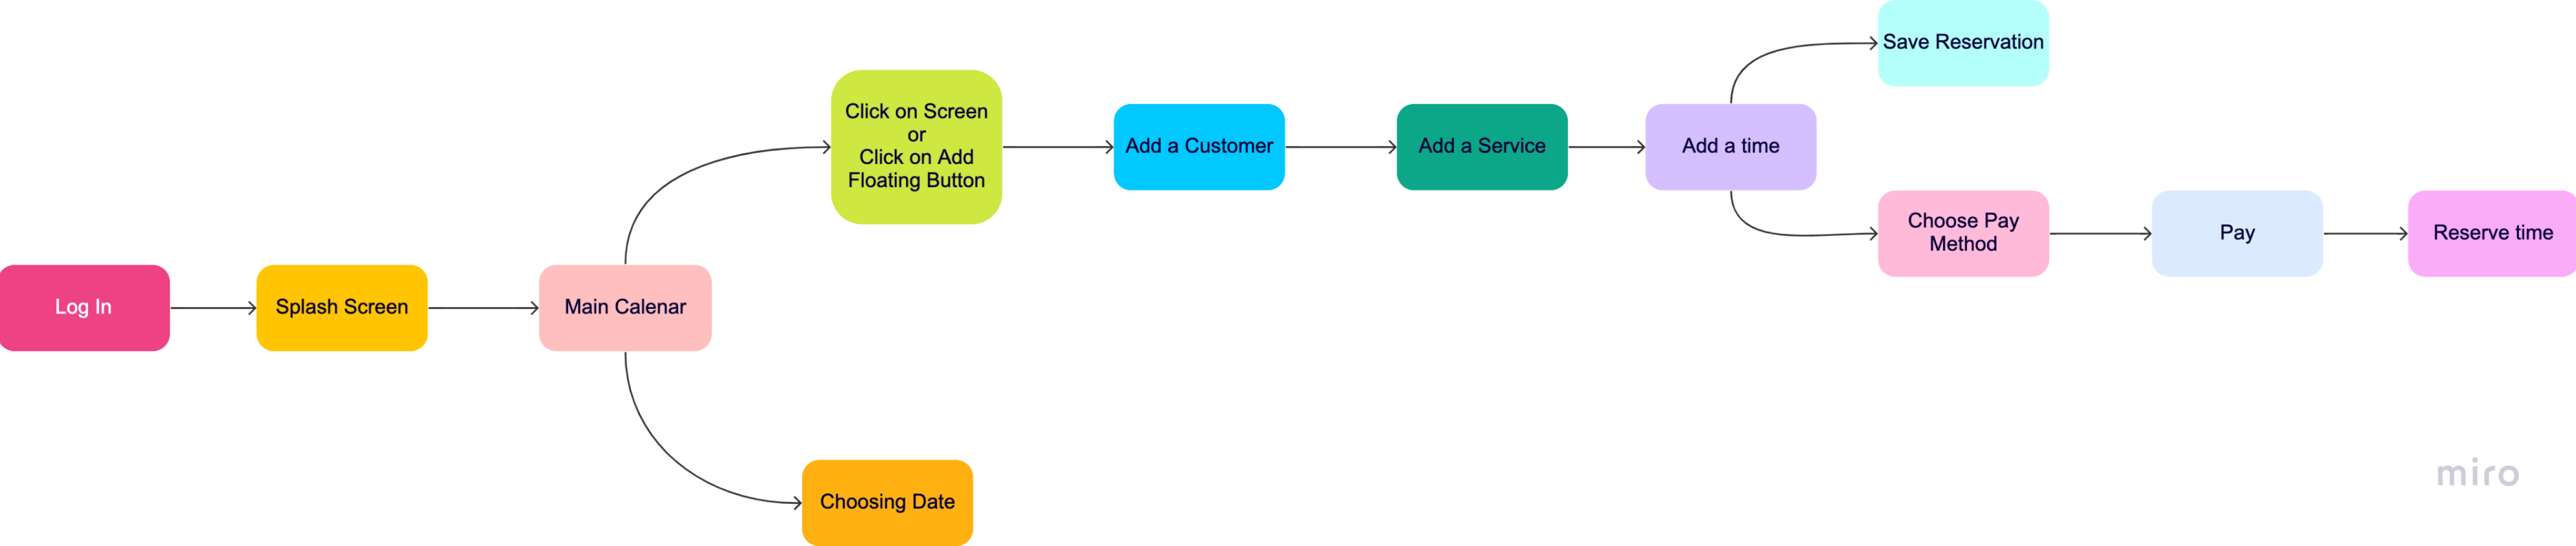 Log In
Splash Screen
Main Calenar
Click on Screen
or
Click on Add
Floating Button
Add a Customer
Add a Service
Add a time
Save Reservation
Choose Pay
Method
Pay
Reserve time
Choosing Date
miro